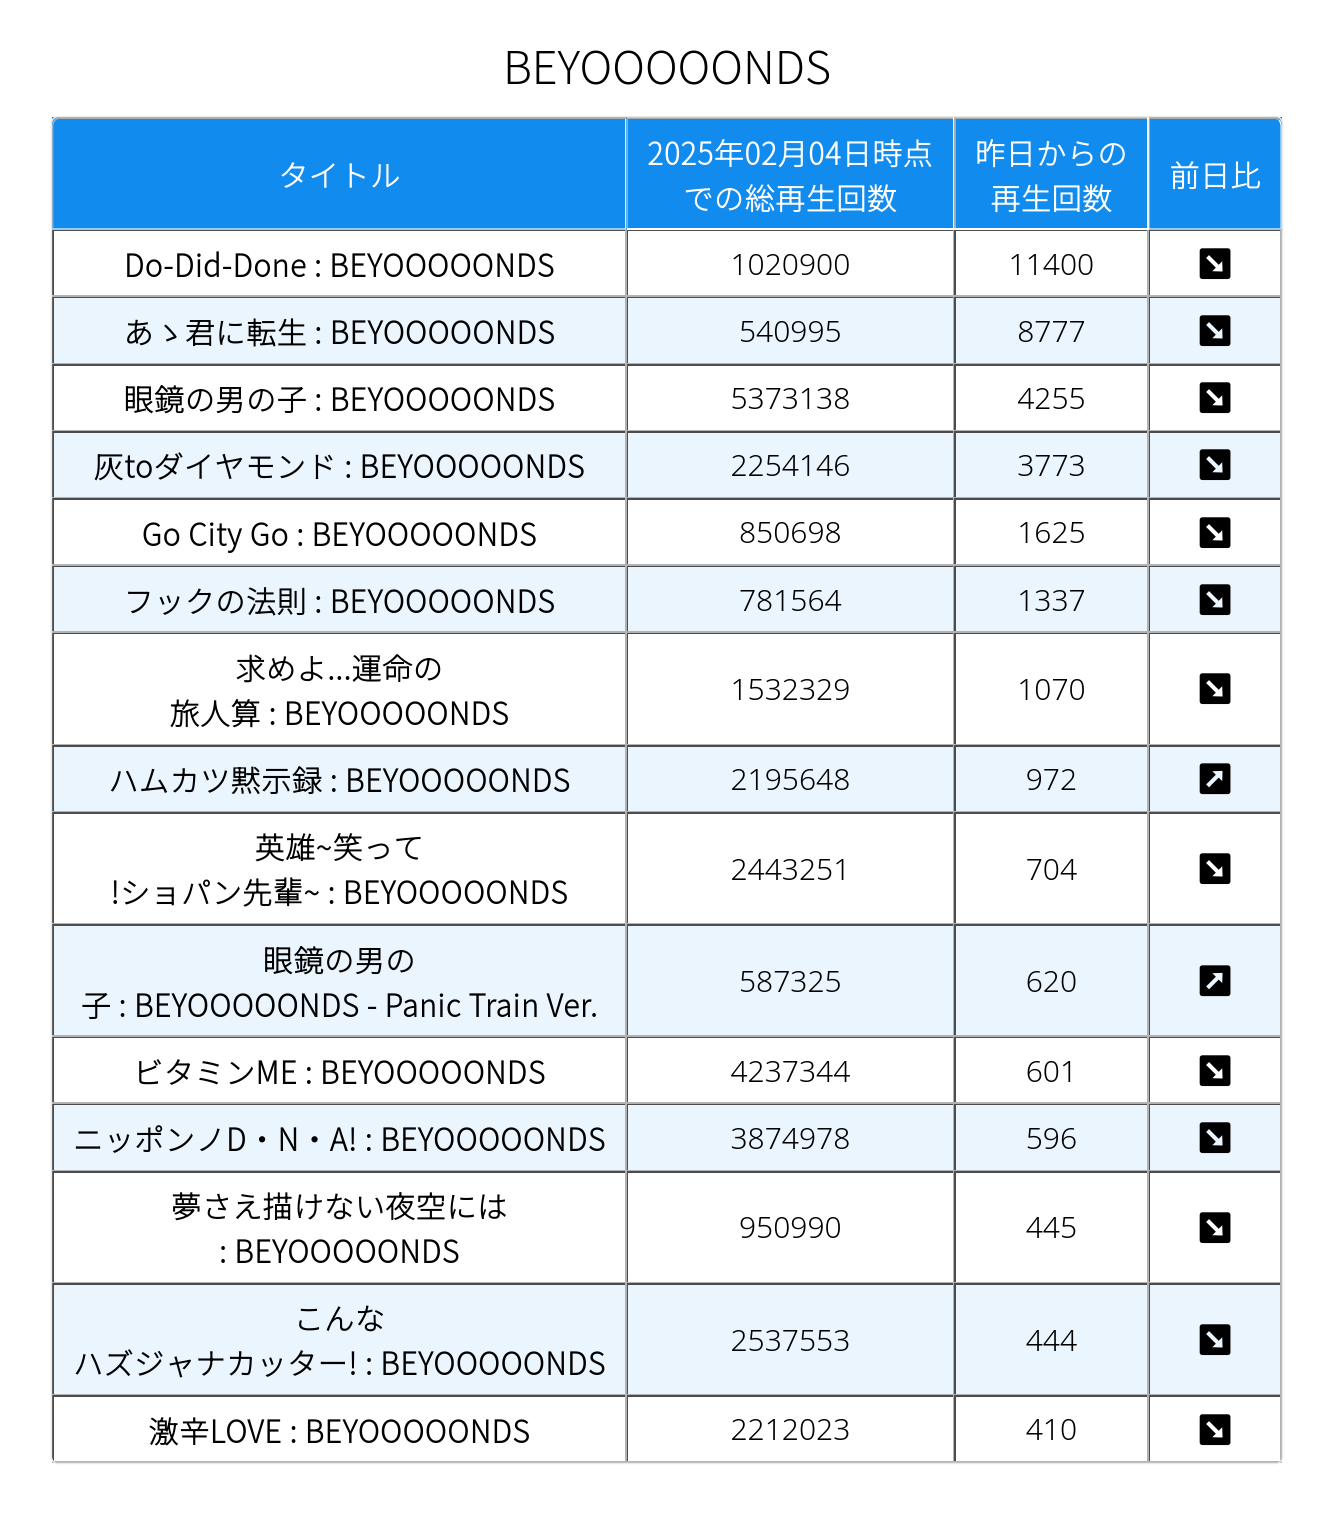 BEYOOOOONDS
タイトル
2025年02月04日時点
での総再生回数
昨日からの
再生回数
前日比
Do-Did-Done : BEYOOOOONDS
1020900
11400
あゝ君に転生 : BEYOOOOONDS
540995
8777
眼鏡の男の子 : BEYOOOOONDS
5373138
4255
灰toダイヤモンド : BEYOOOOONDS
2254146
3773
Go City Go : BEYOOOOONDS
850698
1625
フックの法則 : BEYOOOOONDS
781564
1337
求めよ...運命の
旅人算 : BEYOOOOONDS
1532329
1070
ハムカツ黙示録 : BEYOOOOONDS
2195648
972
英雄~笑って
!ショパン先輩~ : BEYOOOOONDS
2443251
704
眼鏡の男の
子 : BEYOOOOONDS - Panic Train Ver.
587325
620
ビタミンME : BEYOOOOONDS
4237344
601
ニッポンノD・N・A! : BEYOOOOONDS
3874978
596
夢さえ描けない夜空には
: BEYOOOOONDS
950990
445
こんな
ハズジャナカッター! : BEYOOOOONDS
2537553
444
激辛LOVE : BEYOOOOONDS
2212023
410